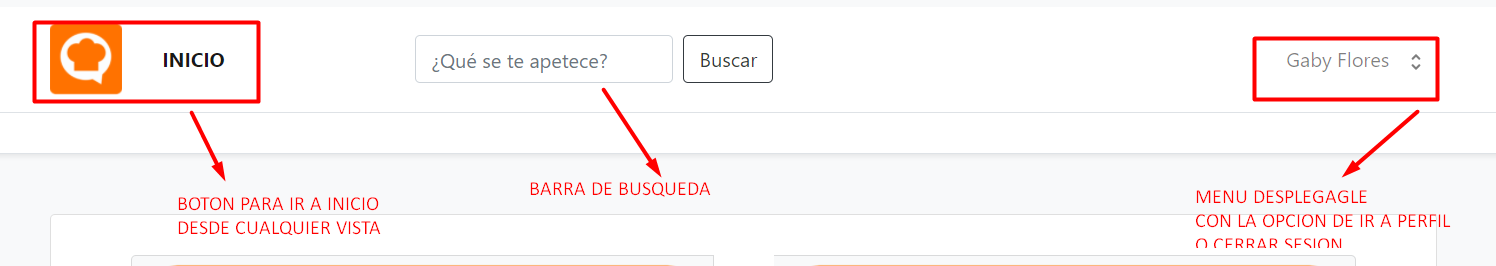 INICIO
¿Qué se te apetece?
Buscar
Gaby Flores
BOTON PARA IR A INICIO
DESDE CUALQUIER VISTA
BARRA DE BUSQUEDA
MENU DESPLEGAGLE
CON LA OPCION DE IR A PERFIL
O CERRAR SESION